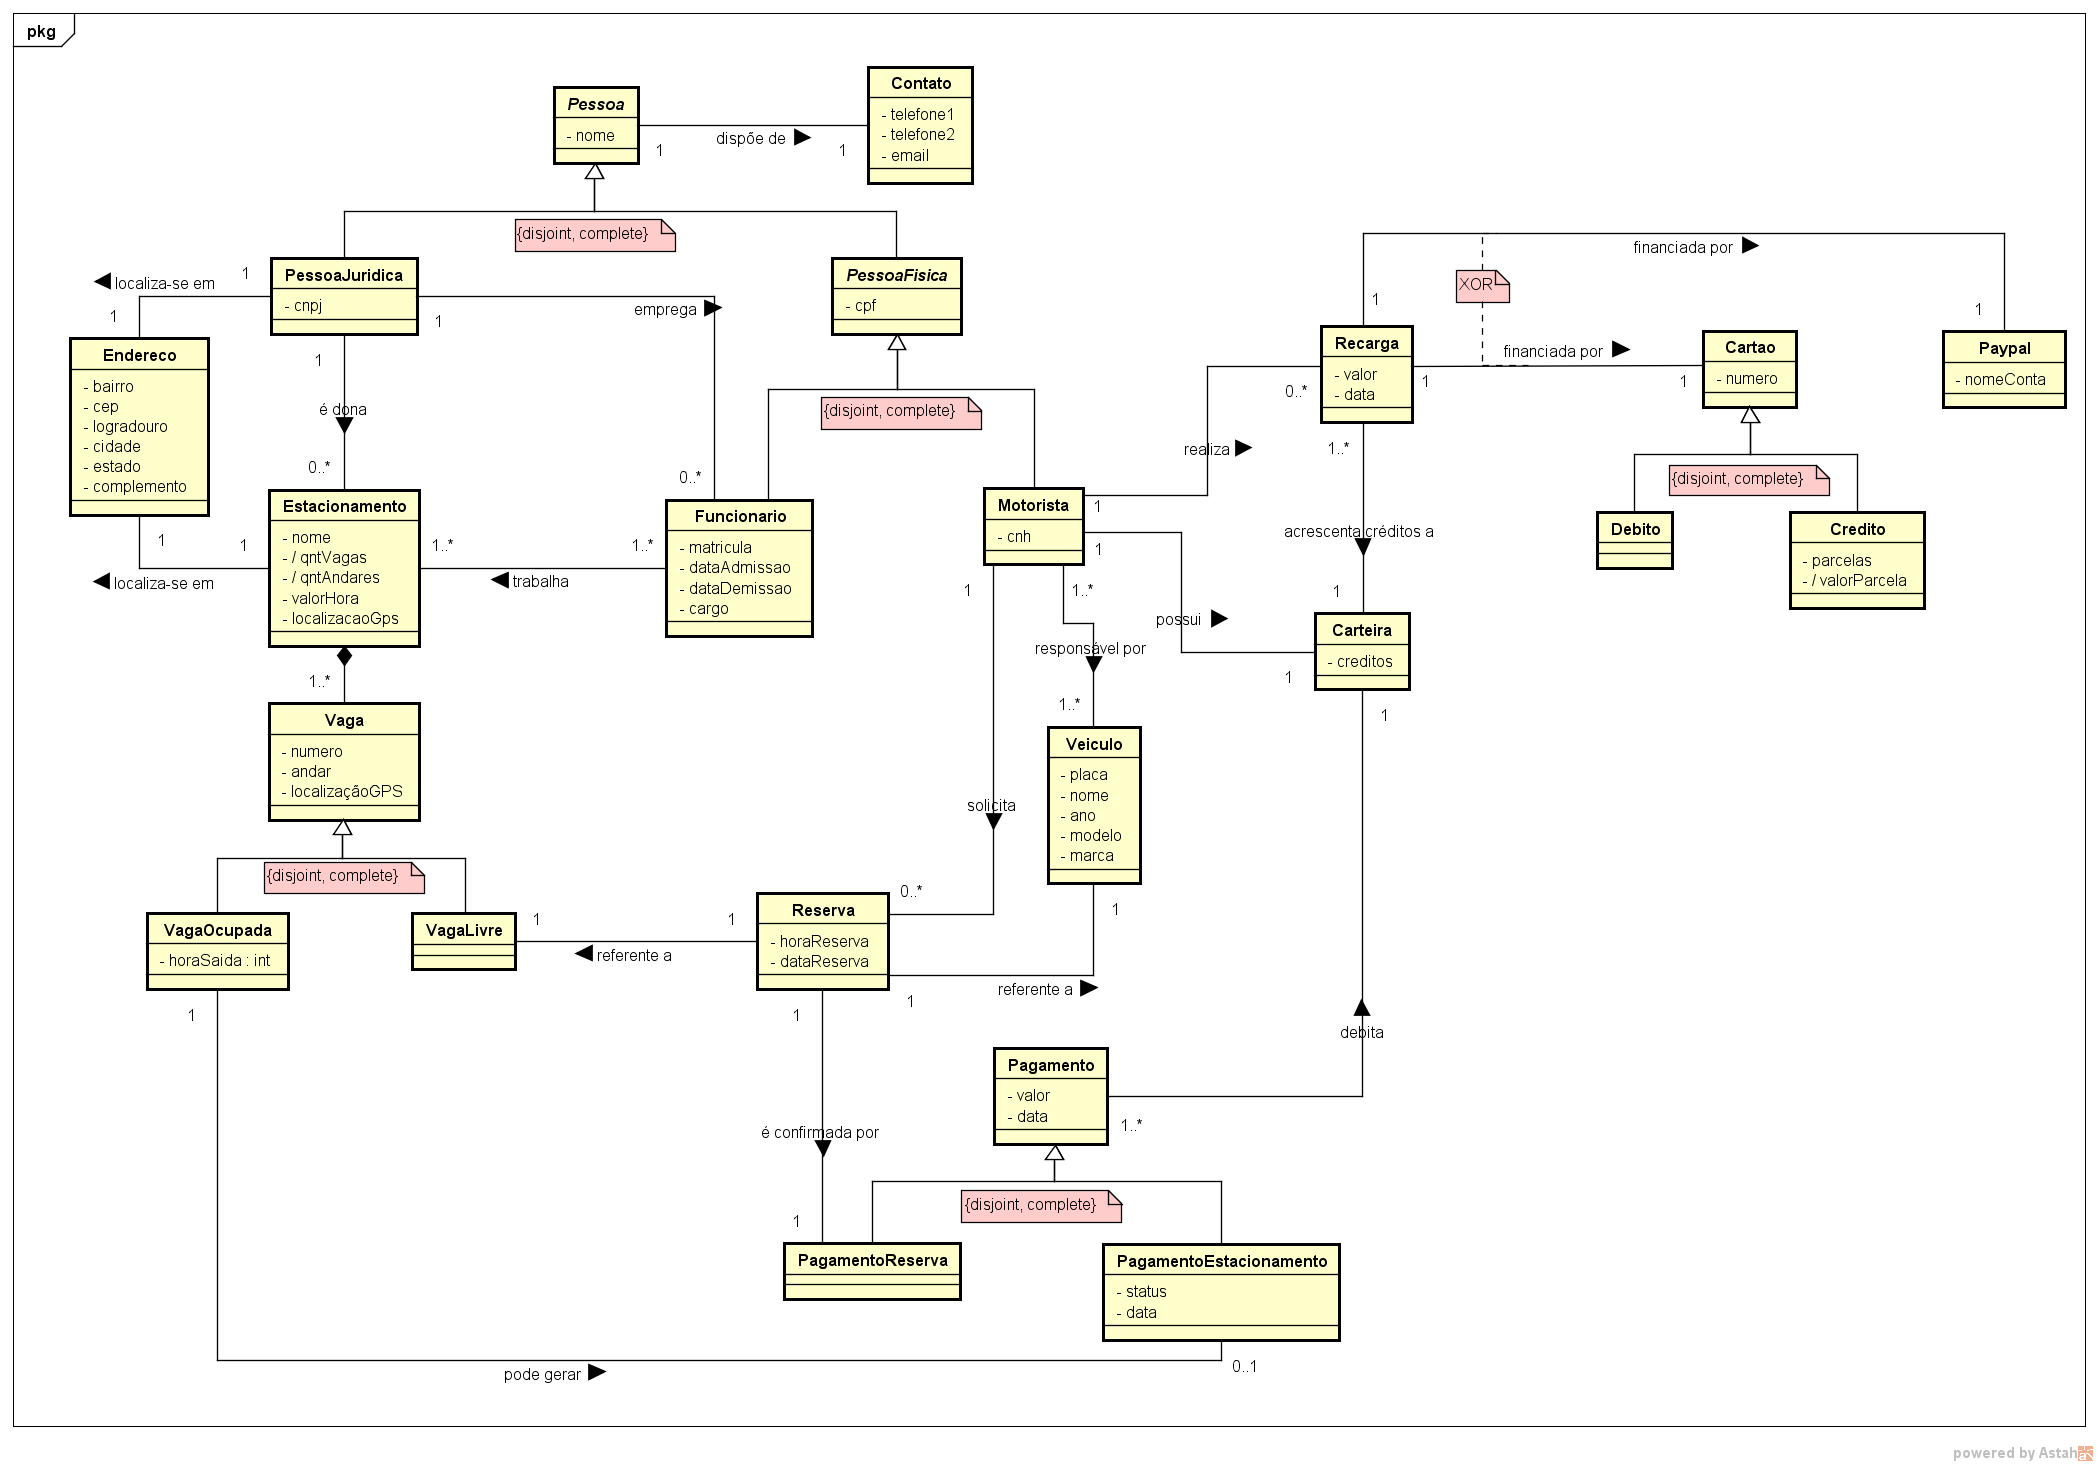 pkg
Pessoa
- nome
1
dispõe de
1
Contato
- telefone1
- telefone2
- email
{disjoint, complete}
PessoaJuridica
- cnpj
PessoaFisica
- cpf
localiza-se em
1
1
Endereco
- bairro
- cep
- logradouro
- cidade
- estado
- complemento
1
1
localiza-se em
1
é dona
0..*
1
emprega
0..*
{disjoint, complete}
Estacionamento
- nome
- / qntVagas
- / qntAndares
- valorHora
- localizacaoGps
1..*
1..*
trabalha
Funcionario
- matricula
- dataAdmissao
- dataDemissao
- cargo
Motorista
- cnh
1
realiza
0..*
Recarga
- valor
- data
1
financiada por
1
XOR
1
financiada por
1
Cartao
- numero
Paypal
- nomeConta
{disjoint, complete}
Debito
Credito
- parcelas
- / valorParcela
1..*
acrescenta créditos a
1
1
possui
1
Carteira
- creditos
1
1..*
Vaga
- numero
- andar
- localizaçãoGPS
{disjoint, complete}
VagaOcupada
- horaSaida : int
VagaLivre
1
solicita
0..*
1..*
responsável por
1..*
Veiculo
- placa
- nome
- ano
- modelo
- marca
1
1
1
referente a
Reserva
- horaReserva
- dataReserva
1
referente a
1
é confirmada por
1
debita
Pagamento
- valor
- data
1..*
{disjoint, complete}
PagamentoReserva
PagamentoEstacionamento
- status
- data
1
pode gerar
0..1
powered by Astah